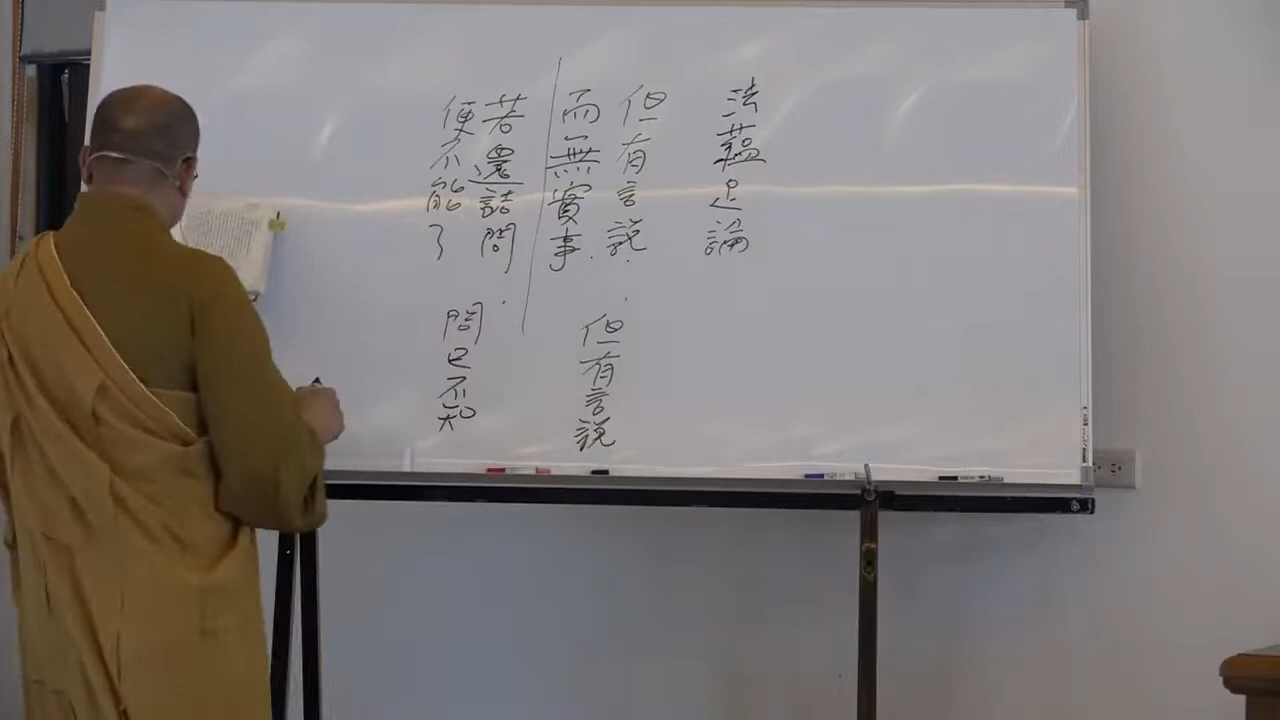 法蘊足論
但有言說
而無實事
但有言說
若還詰問
便不能了
問已不知